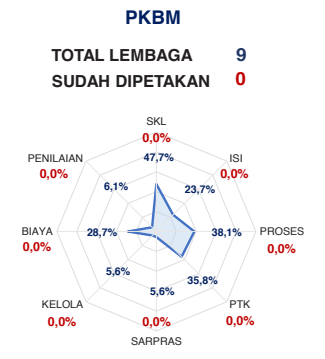 PKBM
TOTAL LEMBAGA 9
SUDAH DIPETAKAN 0
SKL
0,0%
47,7%
PENILAIAN
0,0%
6,1%
ISI
0,0%
23,7%
BIAYA
0,0%
28,7%
38,1%
PROSES
0,0%
5,6%
35,8%
5,6%
KELOLA
0,0%
0,0%
SARPRAS
PTK
0,0%